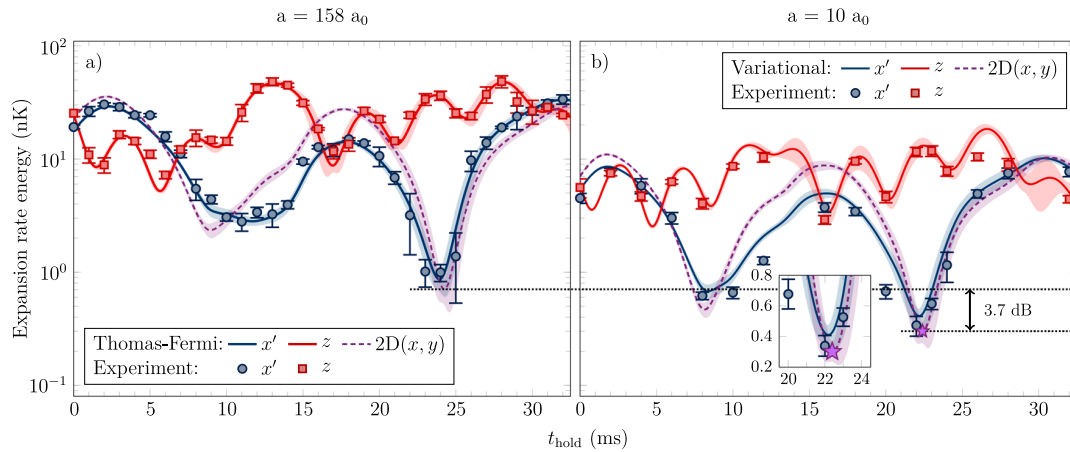 a = 158 a₀ a = 10 a₀
a) b)
Variational: x′ z 2D(x, y)
Experiment: x′ z
Expansion rate energy (nK)
10²
10¹
10⁰
10⁻¹
Thomas-Fermi: x′ z 2D(x, y)
Experiment: x′ z
0.8
0.6
0.4
0.2
20 22 24
3.7 dB
0 5 10 15 20 25 30 0 5 10 15 20 25 30
t_hold (ms)